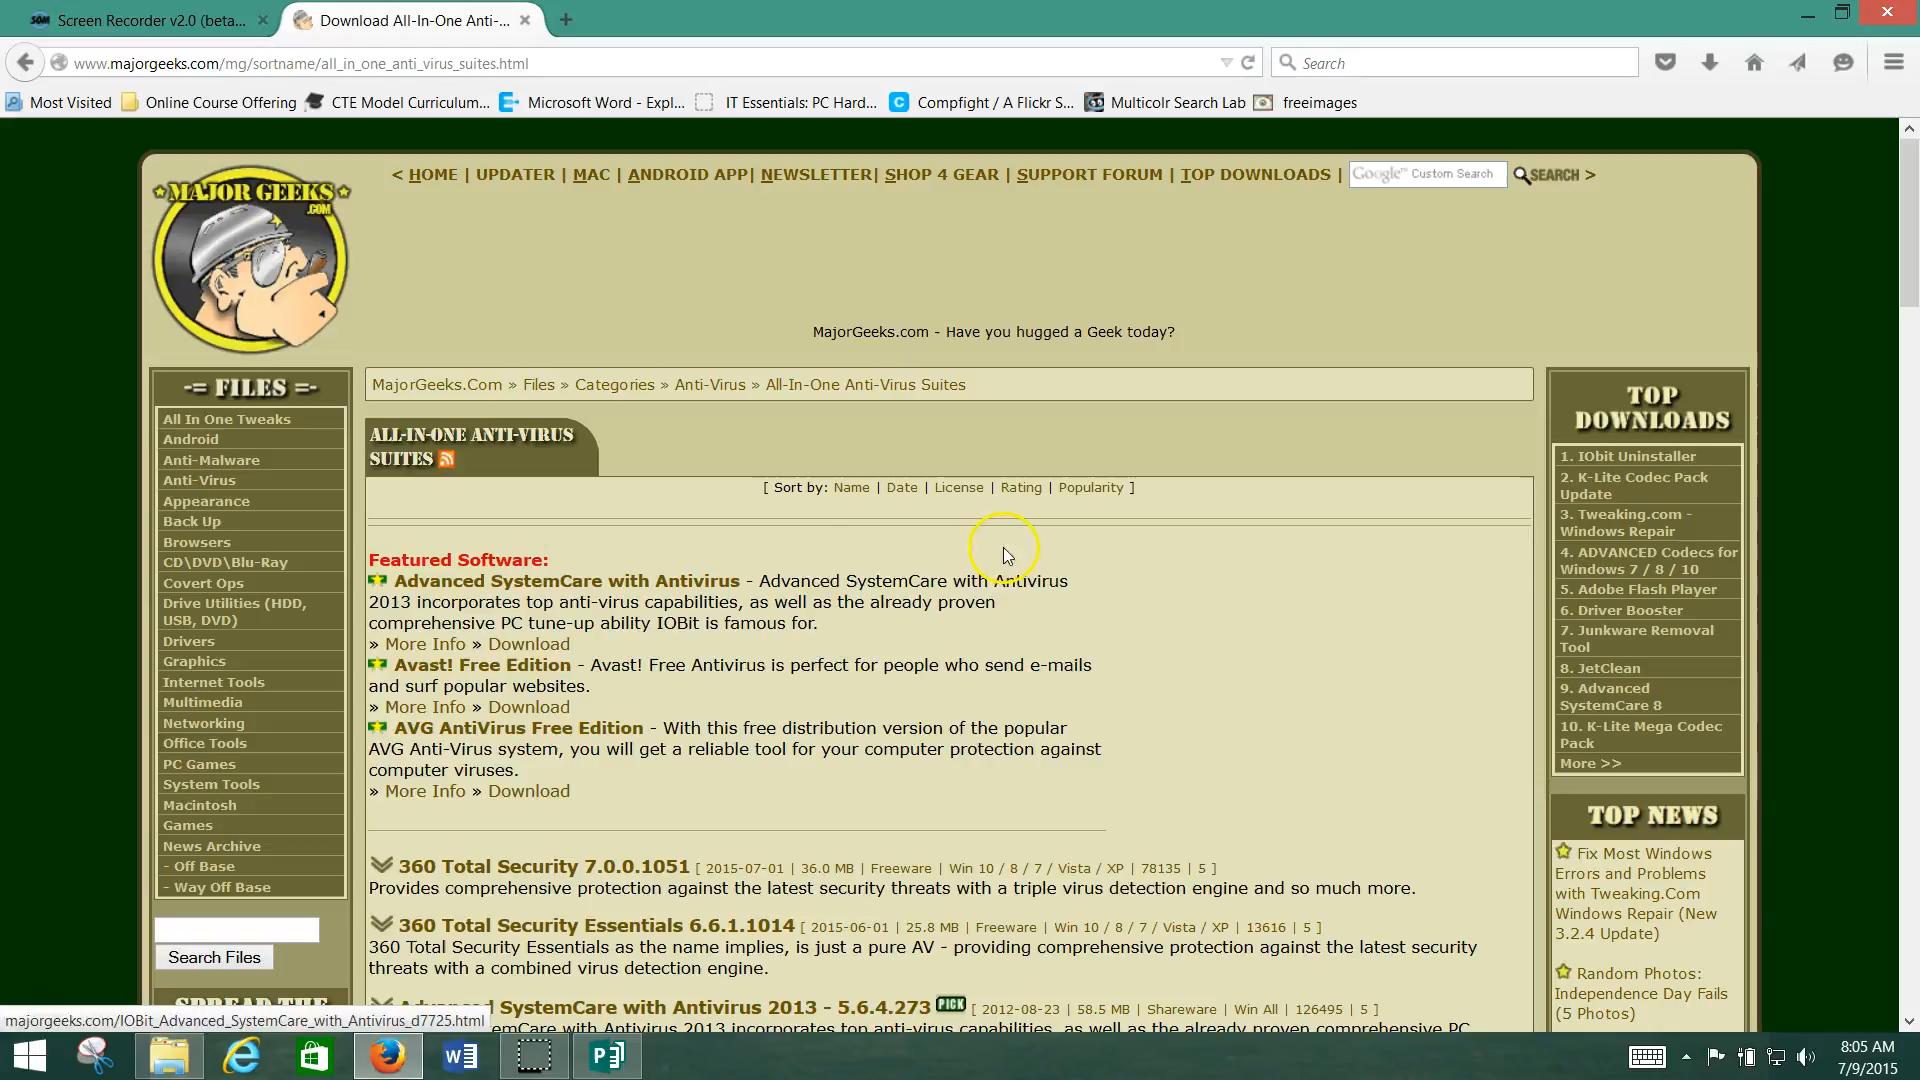 Screen Recorder v2.0 (beta...
Download All-In-One Anti-...
www.majorgeeks.com/mg/sortname/all_in_one_anti_virus_suites.html
Search
Most Visited
Online Course Offering
CTE Model Curriculum...
Microsoft Word - Expl...
IT Essentials: PC Hard...
Compfight / A Flickr S...
Multicolr Search Lab
freeimages
MAJOR GEEKS
.COM
< HOME | UPDATER | MAC | ANDROID APP| NEWSLETTER| SHOP 4 GEAR | SUPPORT FORUM | TOP DOWNLOADS |
Google™ Custom Search
SEARCH >
MajorGeeks.com - Have you hugged a Geek today?
-= FILES =-
All In One Tweaks
Android
Anti-Malware
Anti-Virus
Appearance
Back Up
Browsers
CD\DVD\Blu-Ray
Covert Ops
Drive Utilities (HDD,
USB, DVD)
Drivers
Graphics
Internet Tools
Multimedia
Networking
Office Tools
PC Games
System Tools
Macintosh
Games
News Archive
- Off Base
- Way Off Base
Search Files
SPREAD THE
MajorGeeks.Com » Files » Categories » Anti-Virus » All-In-One Anti-Virus Suites
ALL-IN-ONE ANTI-VIRUS
SUITES
[ Sort by: Name | Date | License | Rating | Popularity ]
Featured Software:
Advanced SystemCare with Antivirus - Advanced SystemCare with Antivirus
2013 incorporates top anti-virus capabilities, as well as the already proven
comprehensive PC tune-up ability IOBit is famous for.
» More Info » Download
Avast! Free Edition - Avast! Free Antivirus is perfect for people who send e-mails
and surf popular websites.
» More Info » Download
AVG AntiVirus Free Edition - With this free distribution version of the popular
AVG Anti-Virus system, you will get a reliable tool for your computer protection against
computer viruses.
» More Info » Download
360 Total Security 7.0.0.1051 [ 2015-07-01 | 36.0 MB | Freeware | Win 10 / 8 / 7 / Vista / XP | 78135 | 5 ]
Provides comprehensive protection against the latest security threats with a triple virus detection engine and so much more.
360 Total Security Essentials 6.6.1.1014 [ 2015-06-01 | 25.8 MB | Freeware | Win 10 / 8 / 7 / Vista / XP | 13616 | 5 ]
360 Total Security Essentials as the name implies, is just a pure AV - providing comprehensive protection against the latest security
threats with a combined virus detection engine.
SystemCare with Antivirus 2013 - 5.6.4.273 PICK [ 2012-08-23 | 58.5 MB | Shareware | Win All | 126495 | 5 ]
emCare with Antivirus 2013 incorporates top anti-virus capabilities, as well as the already proven comprehensive PC
TOP
DOWNLOADS
1. IObit Uninstaller
2. K-Lite Codec Pack
Update
3. Tweaking.com -
Windows Repair
4. ADVANCED Codecs for
Windows 7 / 8 / 10
5. Adobe Flash Player
6. Driver Booster
7. Junkware Removal
Tool
8. JetClean
9. Advanced
SystemCare 8
10. K-Lite Mega Codec
Pack
More >>
TOP NEWS
Fix Most Windows
Errors and Problems
with Tweaking.Com
Windows Repair (New
3.2.4 Update)
Random Photos:
Independence Day Fails
(5 Photos)
majorgeeks.com/IOBit_Advanced_SystemCare_with_Antivirus_d7725.html
8:05 AM
7/9/2015